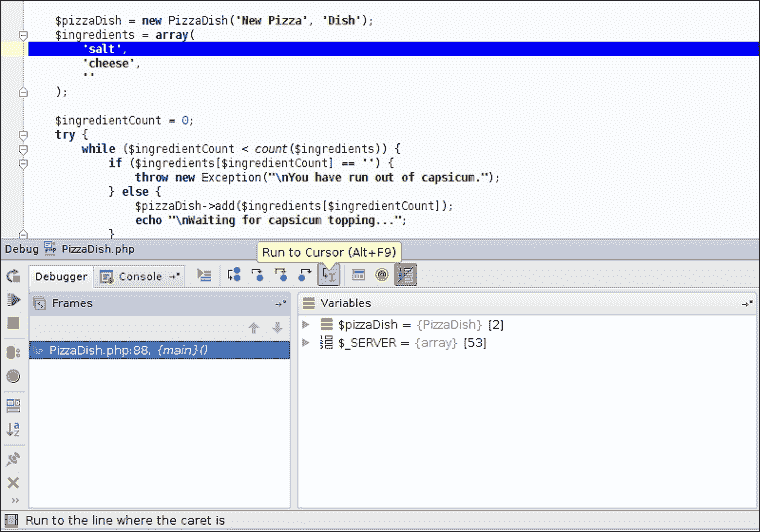 $pizzaDish = new PizzaDish('New Pizza', 'Dish');
$ingredients = array(
'salt',
'cheese',
''
);
$ingredientCount = 0;
try {
while ($ingredientCount < count($ingredients)) {
if ($ingredients[$ingredientCount] == '') {
throw new Exception("\nYou have run out of capsicum.");
} else {
$pizzaDish->add($ingredients[$ingredientCount]);
echo "\nWaiting for capsicum topping...";
}
Debug PizzaDish.php
Run to Cursor (Alt+F9)
Debugger Console
Frames
Variables
PizzaDish.php:88, {main}()
$pizzaDish = {PizzaDish} [2]
$_SERVER = {array} [53]
Run to the line where the caret is